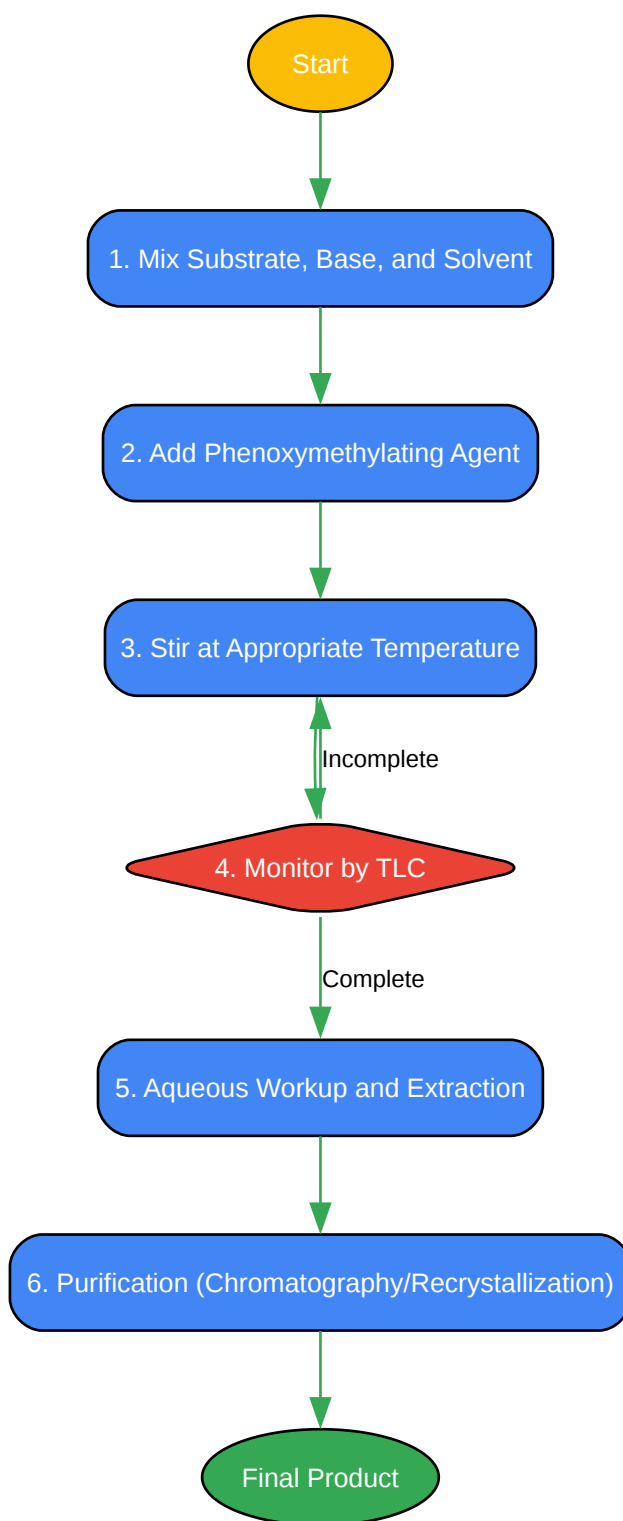 Start
1. Mix Substrate, Base, and Solvent
2. Add Phenoxymethylating Agent
3. Stir at Appropriate Temperature
Incomplete
4. Monitor by TLC
Complete
5. Aqueous Workup and Extraction
6. Purification (Chromatography/Recrystallization)
Final Product